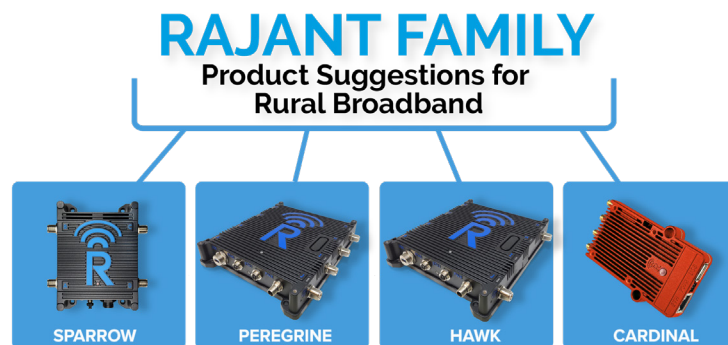 RAJANT FAMILY
Product Suggestions for
Rural Broadband
R
R
R
SPARROW
PEREGRINE
HAWK
CARDINAL